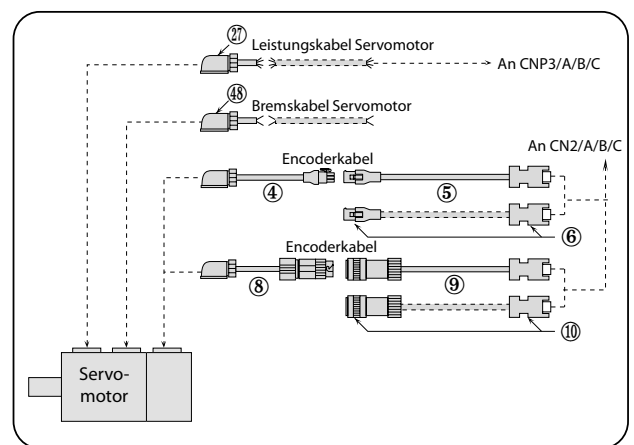 ㉗
Leistungskabel Servomotor
An CNP3/A/B/C
㊽
Bremskabel Servomotor
An CN2/A/B/C
Encoderkabel
④
⑤
⑥
Encoderkabel
⑧
⑨
⑩
Servo-
motor